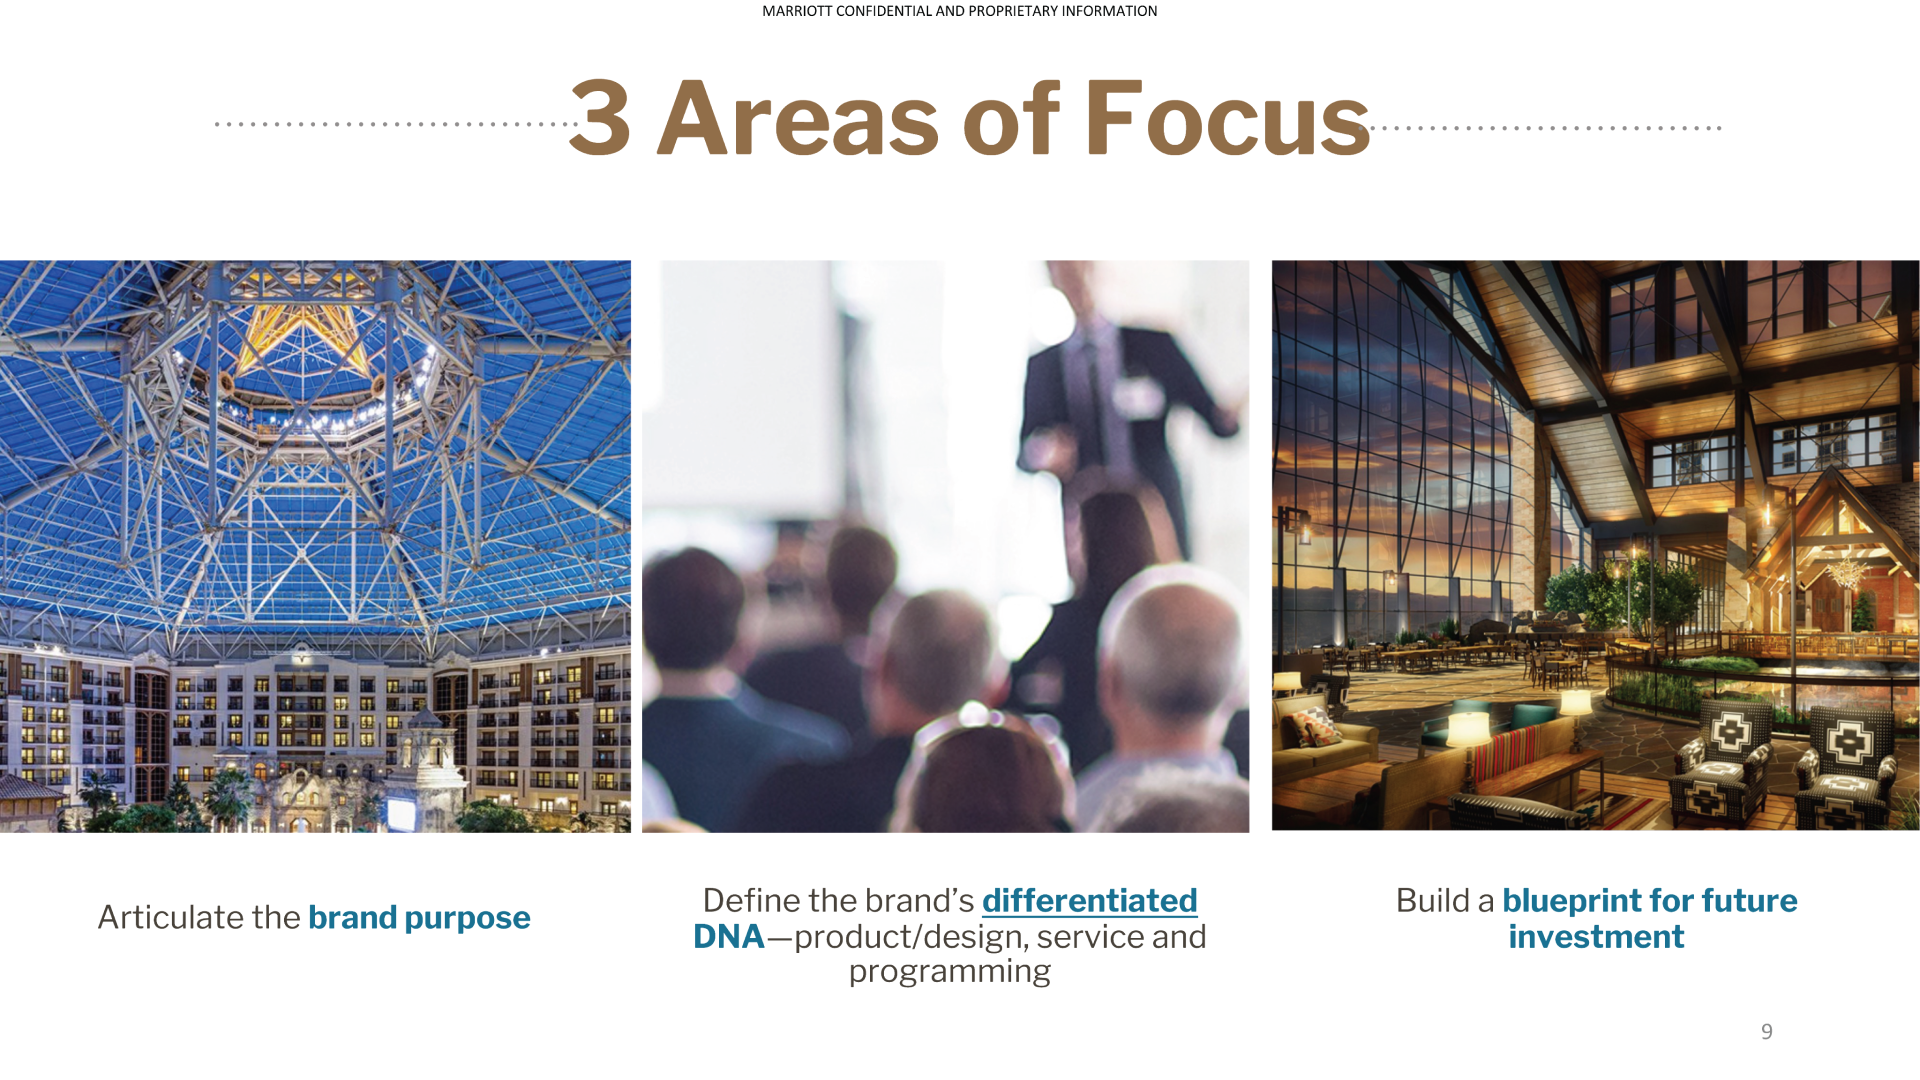 MARRIOTT CONFIDENTIAL AND PROPRIETARY INFORMATION
3 Areas of Focus
Articulate the brand purpose
Define the brand’s differentiated
DNA—product/design, service and
programming
Build a blueprint for future
investment
9